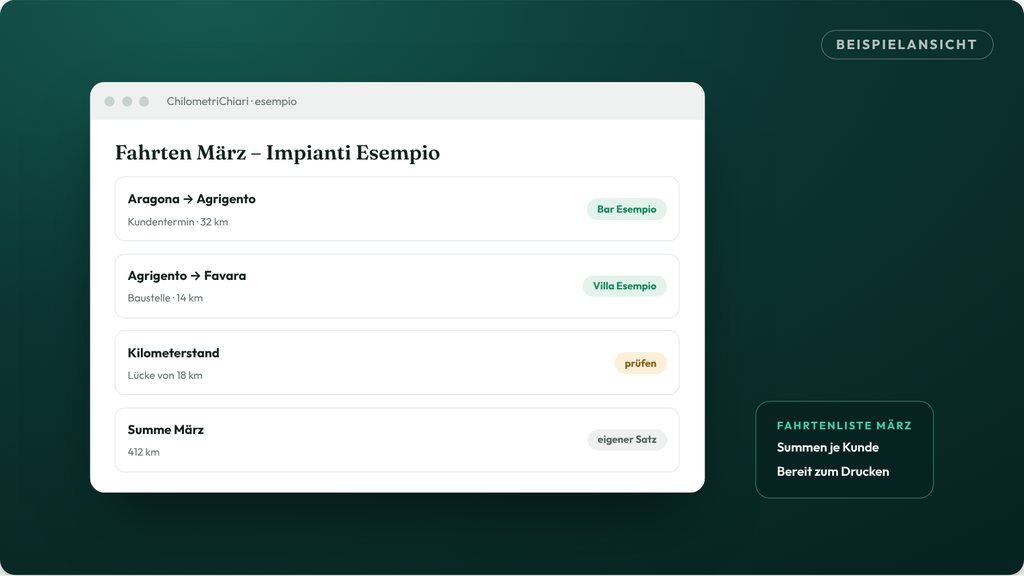 BEISPIELANSICHT
ChilometriChiari · esempio
Fahrten März – Impianti Esempio
Aragona → Agrigento
Kundentermin · 32 km
Bar Esempio
Agrigento → Favara
Baustelle · 14 km
Villa Esempio
Kilometerstand
Lücke von 18 km
prüfen
Summe März
412 km
eigener Satz
FAHRTENLISTE MÄRZ
Summen je Kunde
Bereit zum Drucken